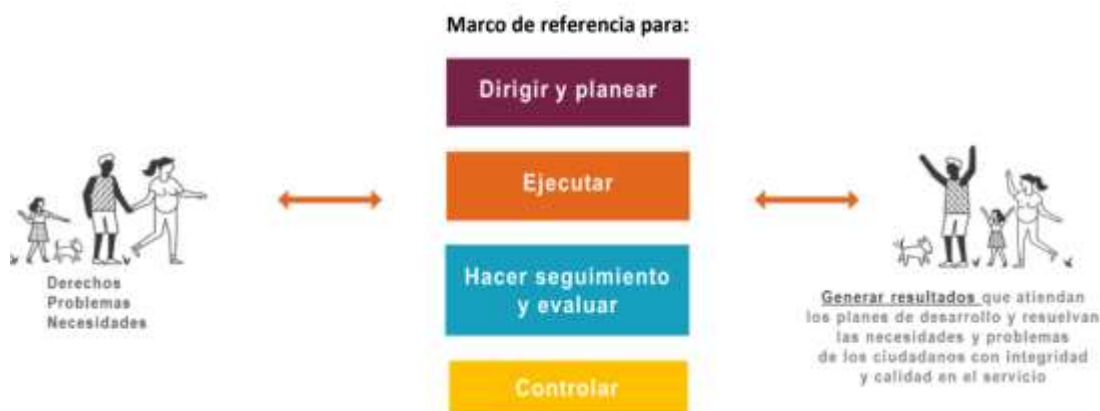 Marco de referencia para:
Dirigir y planear
Ejecutar
Hacer seguimiento
y evaluar
Controlar
Derechos
Problemas
Necesidades
Generar resultados que atiendan
los planes de desarrollo y resuelvan
las necesidades y problemas
de los ciudadanos con integridad
y calidad en el servicio